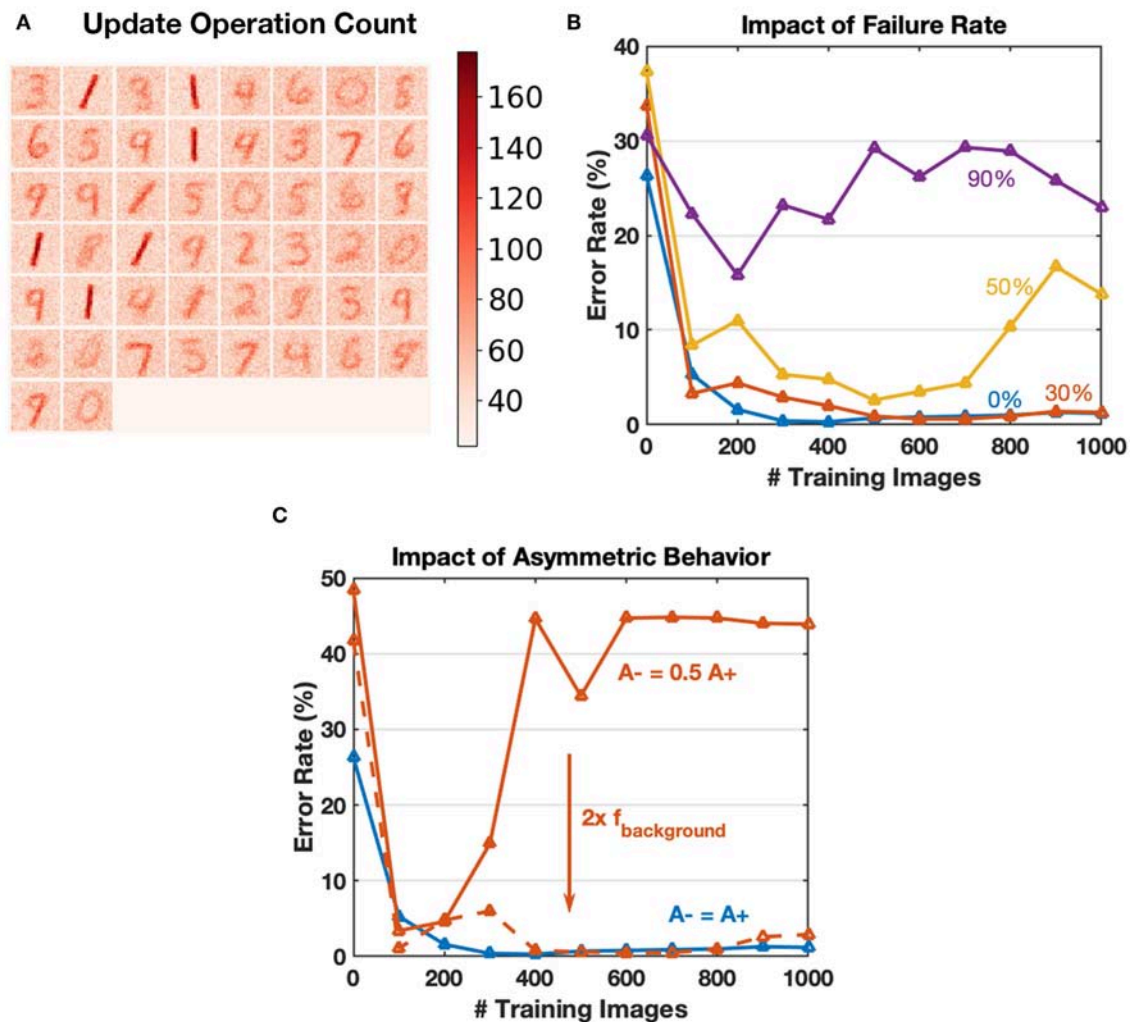 A
Update Operation Count
160
140
120
100
80
60
40
B
Impact of Failure Rate
Error Rate (%)
40
30
20
10
0
90%
50%
0%
30%
0 200 400 600 800 1000
# Training Images
C
Impact of Asymmetric Behavior
Error Rate (%)
50
40
30
20
10
0
A- = 0.5 A+
2x f background
A- = A+
0 200 400 600 800 1000
# Training Images